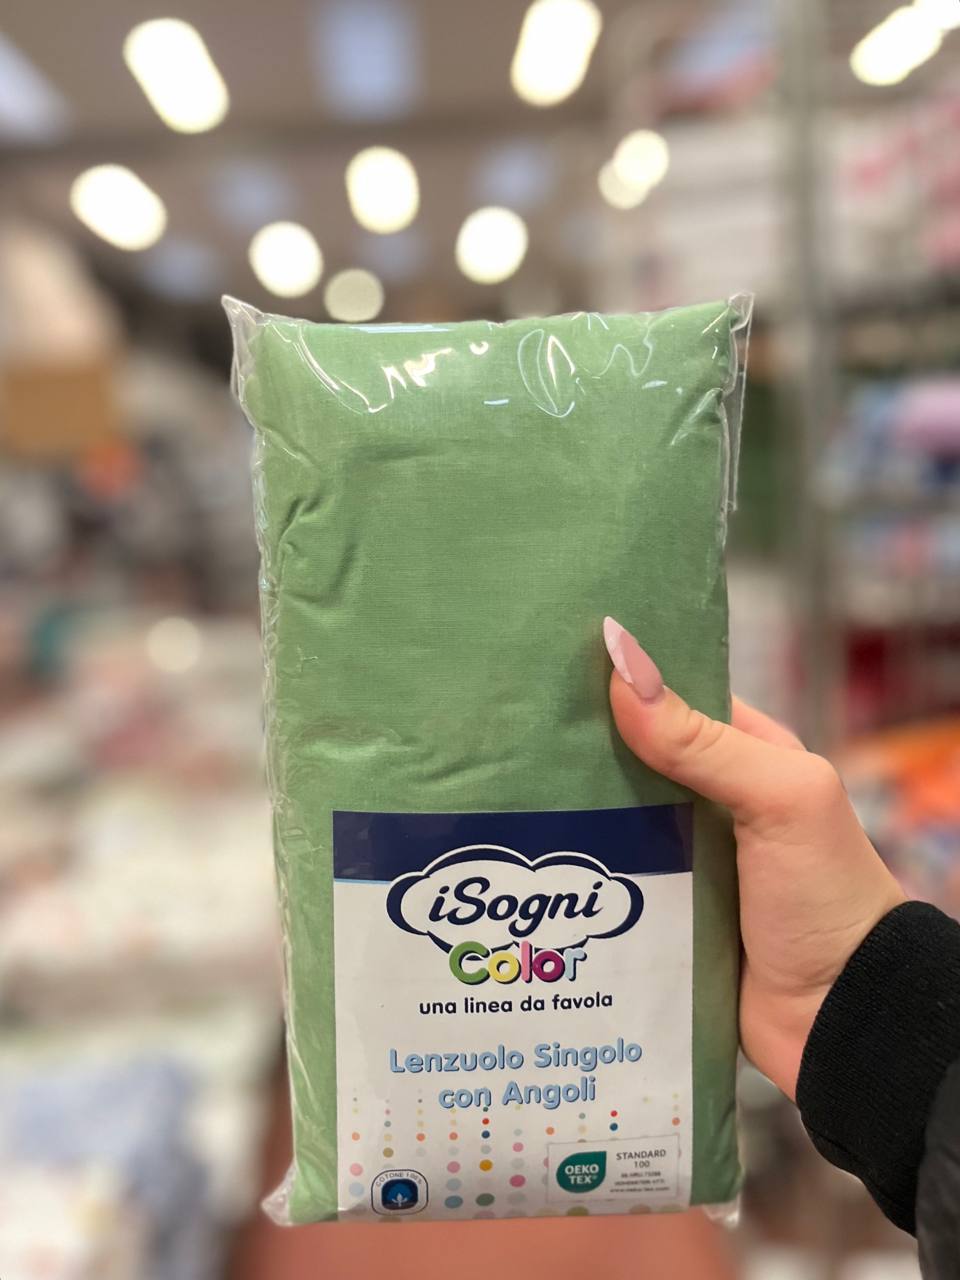 iSogni
Color
una linea da favola
Lenzuolo Singolo
con Angoli
OEKO
TEX®
STANDARD
100